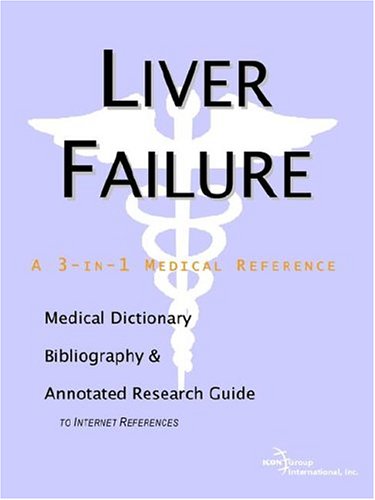 LIVER
FAILURE
A 3-IN-1 MEDICAL REFERENCE
Medical Dictionary
Bibliography &
Annotated Research Guide
TO INTERNET REFERENCES
ICON Group
International, Inc.